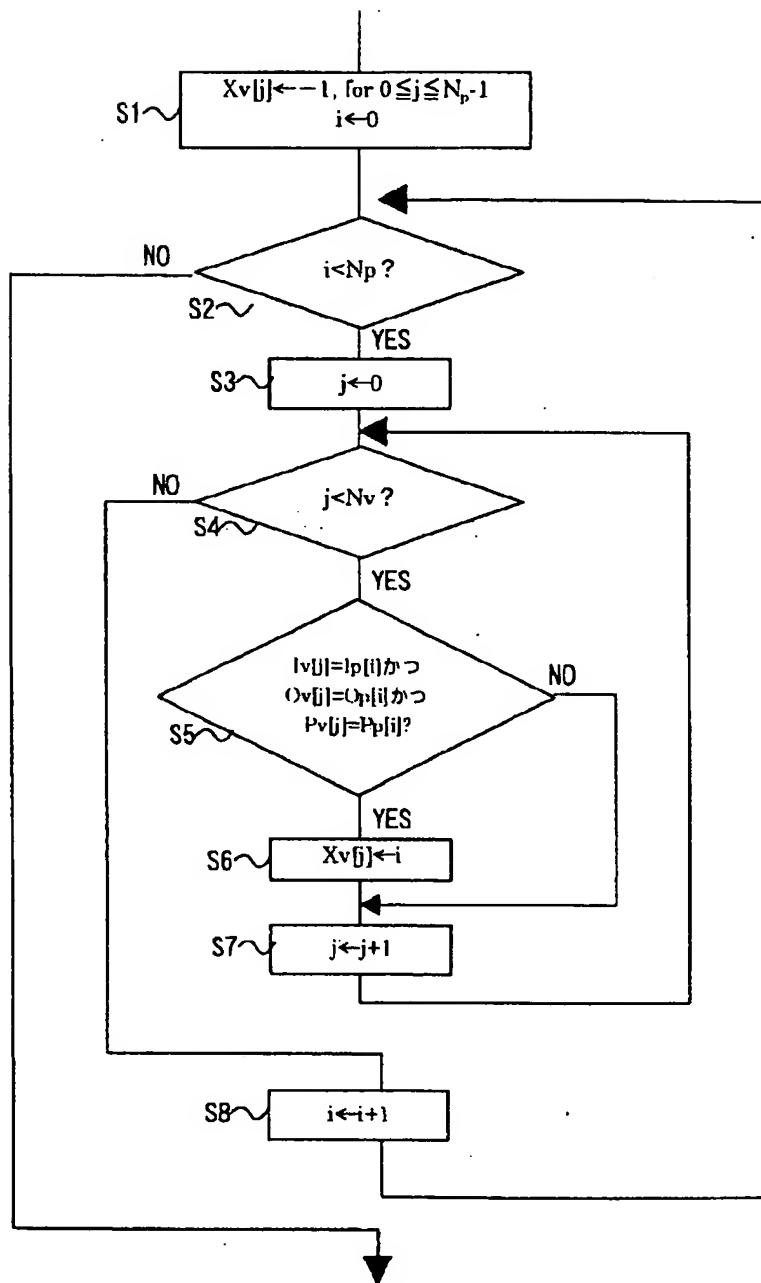 Xv[j]←-1, for 0≦j≦Np-1
i←0
S1
NO
i<Np?
S2
YES
S3
j←0
NO
j<Nv?
S4
YES
Iv[j]=Ip[i]かつ
Ov[j]=Op[i]かつ
Pv[j]=Pp[i]?
NO
S5
YES
S6
Xv[j]←i
S7
j←j+1
S8
i←i+1